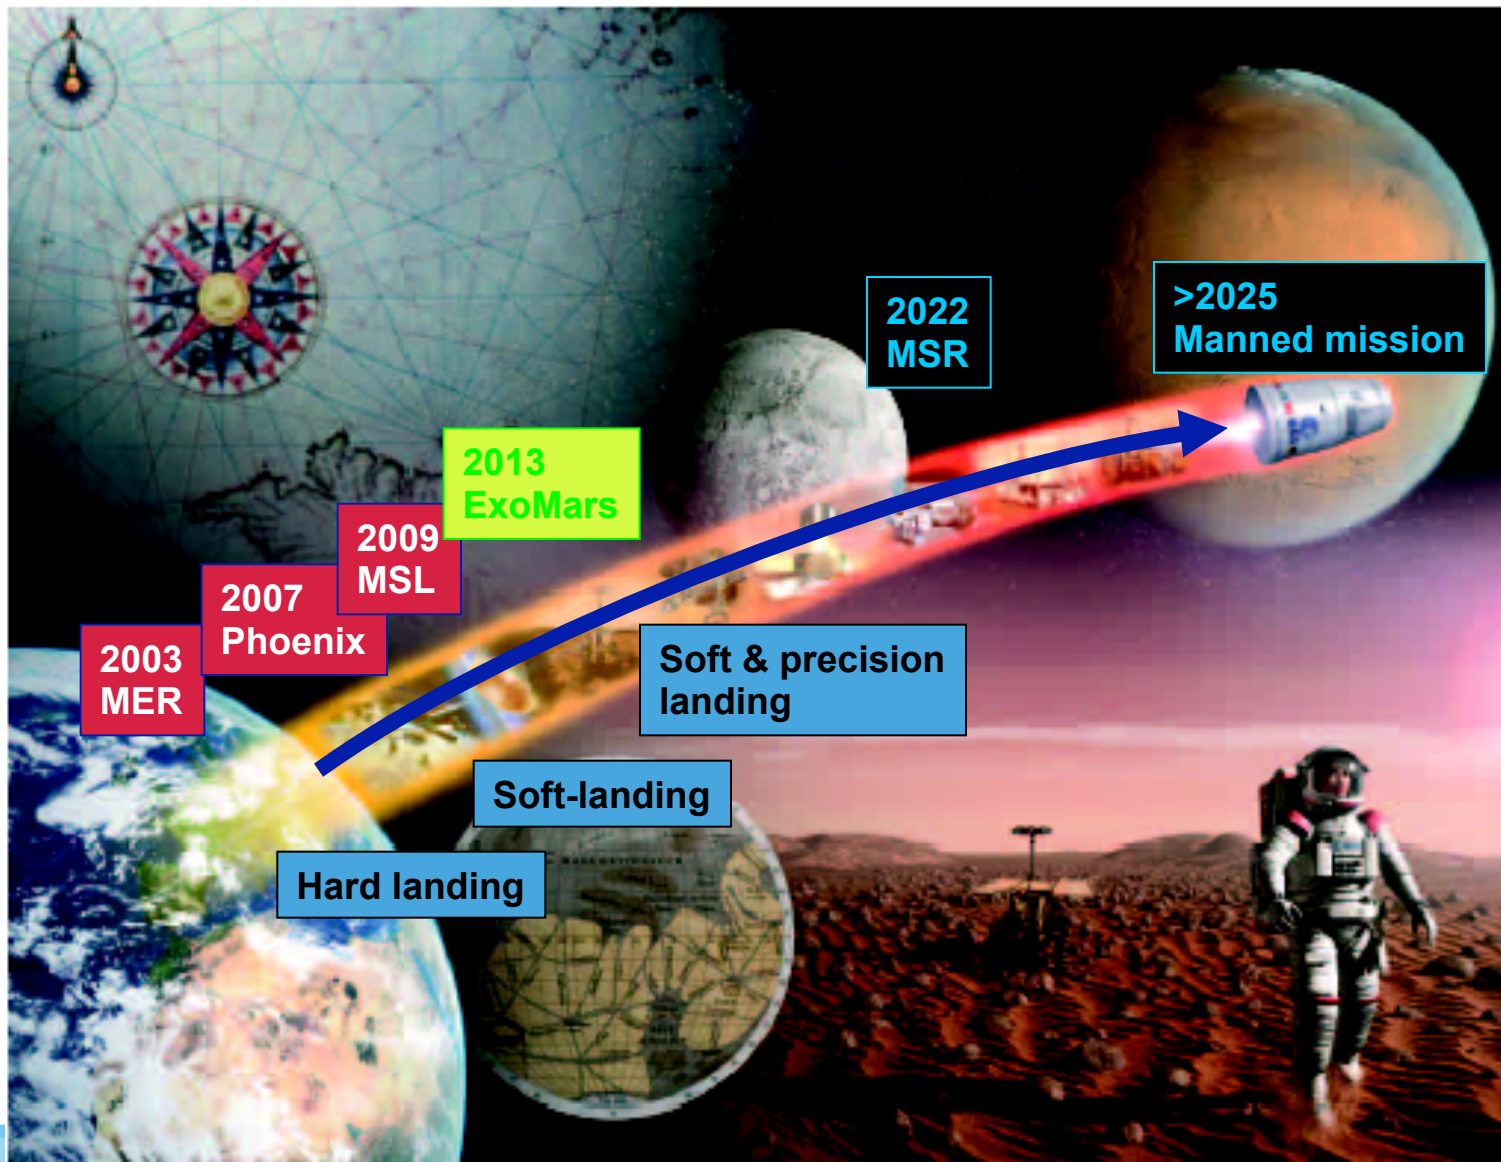 2022
MSR
>2025
Manned mission
2013
ExoMars
2009
MSL
2007
Phoenix
2003
MER
Soft & precision
landing
Soft-landing
Hard landing